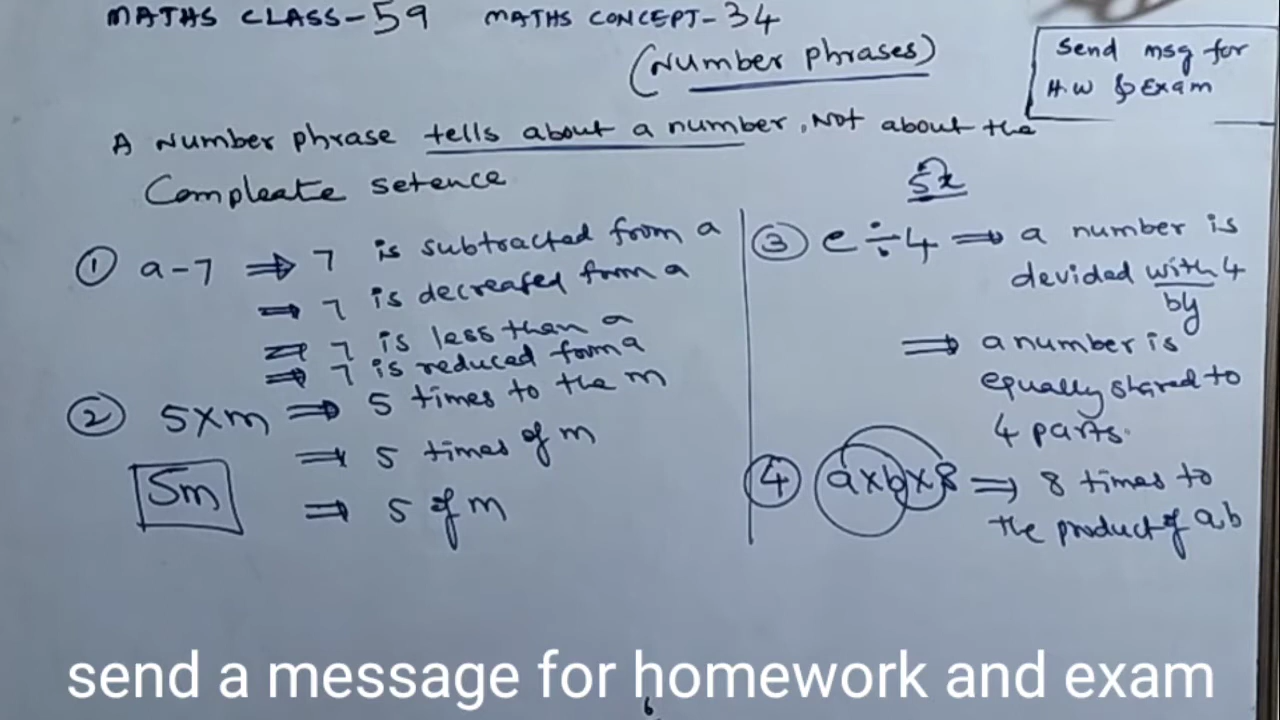 MATHS CLASS-59 MATHS CONCEPT-34
(Number phrases)
Send msg for
H.W & Exam
A Number phrase tells about a number, Not about the
Compleate setence
5x
① a-7 ⇒ 7 is subtracted from a
⇒ 7 is decreased from a
⇒ 7 is less than a
⇒ 7 is reduced from a
② 5×m ⇒ 5 times to the m
5m ⇒ 5 times of m
⇒ 5 of m
③ e÷4 ⇒ a number is
devided with 4
by
⇒ a number is
equally shared to
4 parts.
④ a×b×8 ⇒ 8 times to
the product of a,b
send a message for homework and exam